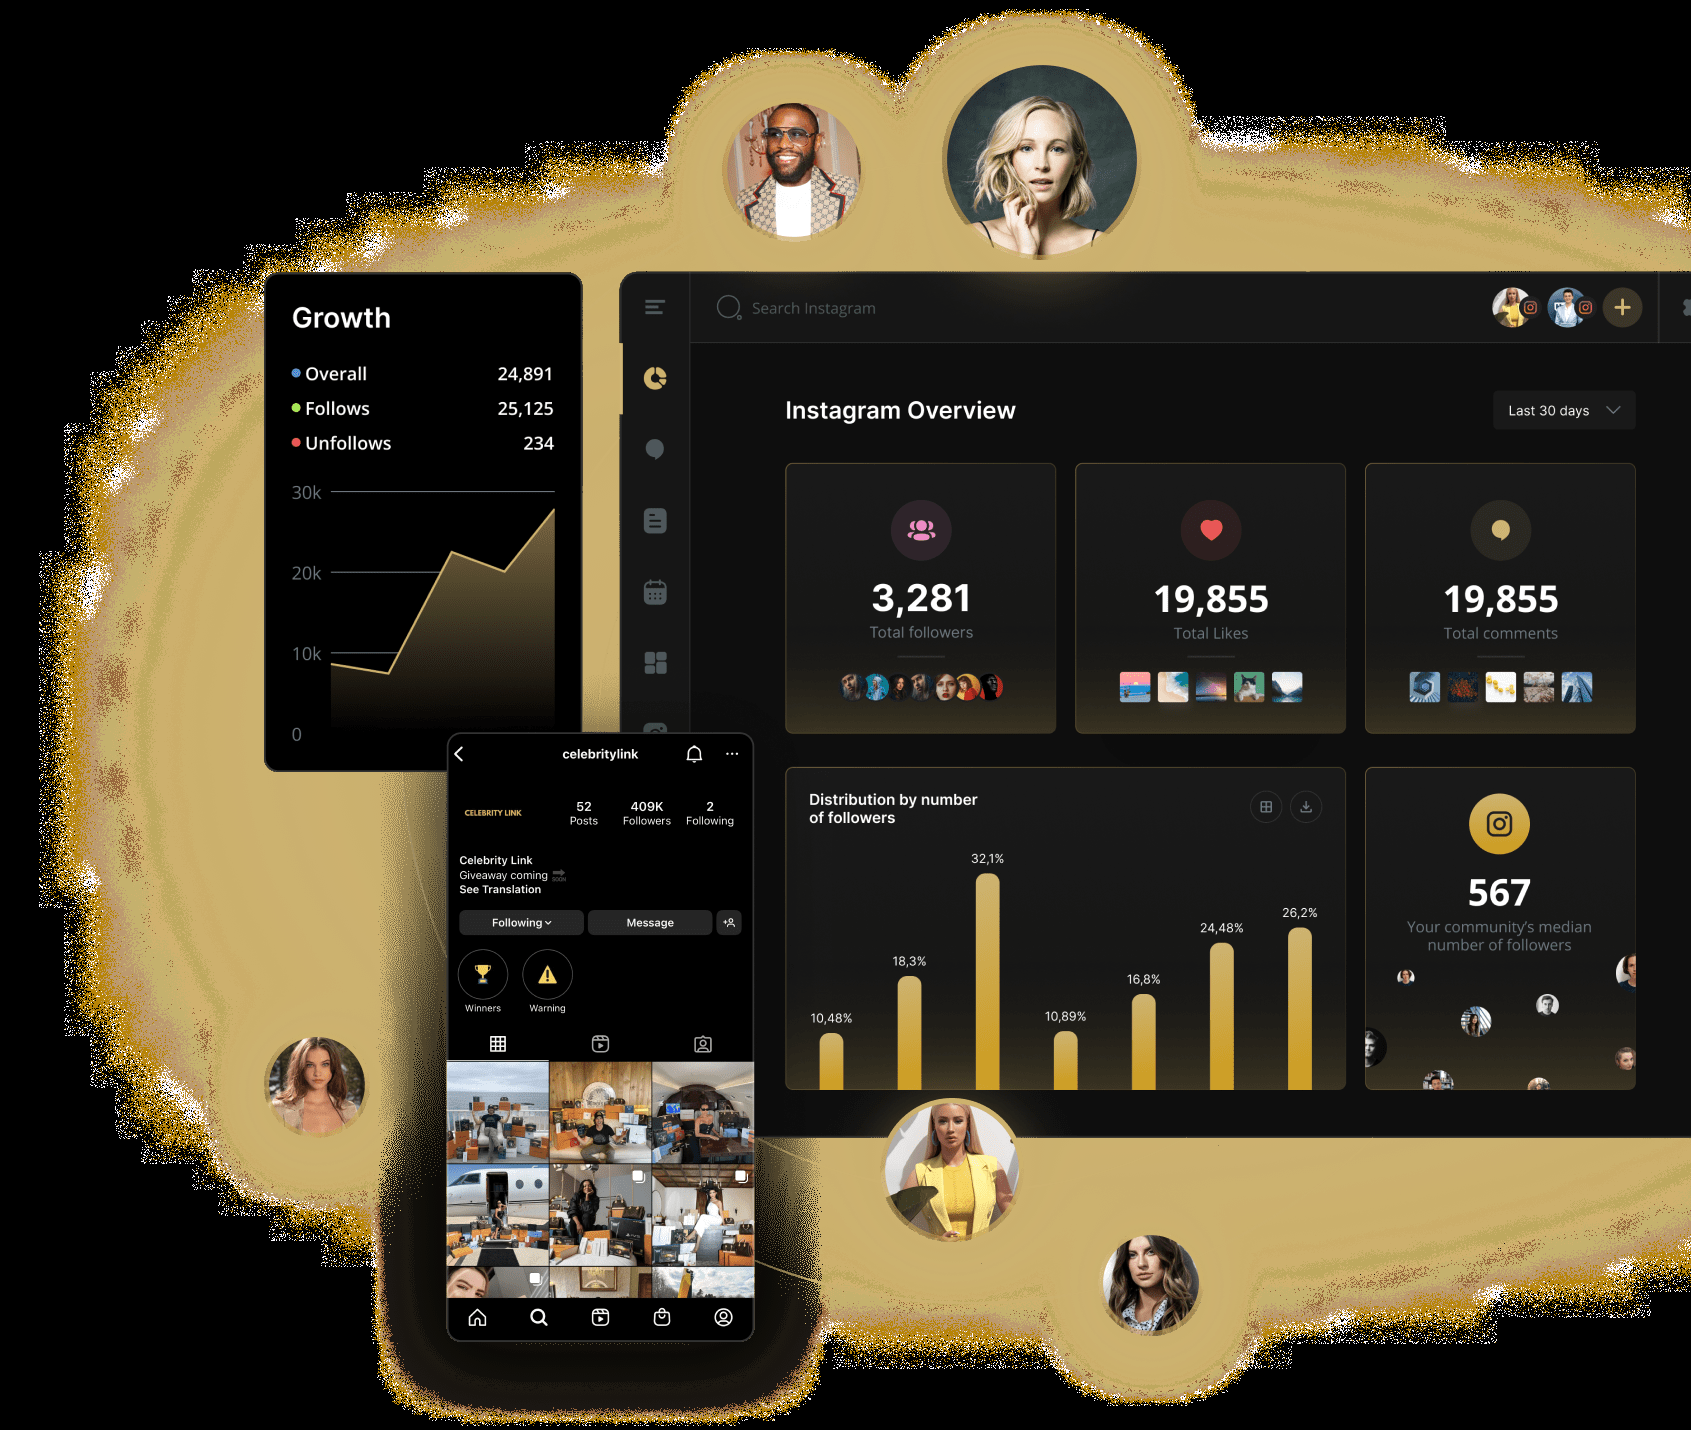 Growth
Overall 24,891
Follows 25,125
Unfollows 234
30k
20k
10k
0
Search Instagram
Instagram Overview
Last 30 days
3,281
Total followers
19,855
Total Likes
19,855
Total comments
Distribution by number
of followers
10,48%
18,3%
32,1%
10,89%
16,8%
24,48%
26,2%
567
Your community's median
number of followers
celebritylink
CELEBRITY LINK
52
Posts
409K
Followers
2
Following
Celebrity Link
Giveaway coming SOON
See Translation
Following
Message
Winners
Warning